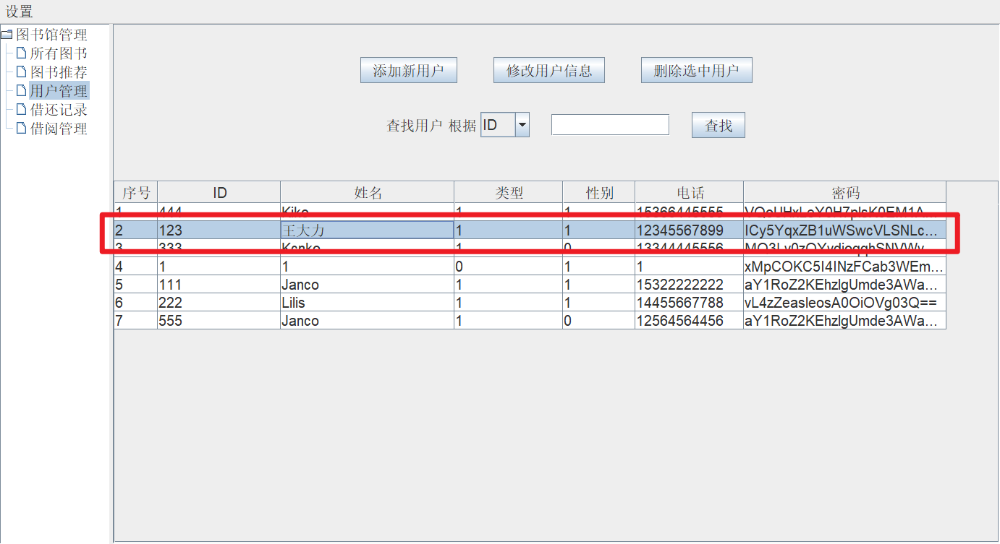 设置
图书馆管理
所有图书
图书推荐
用户管理
借还记录
借阅管理
添加新用户 修改用户信息 删除选中用户
查找用户 根据 ID 查找
序号 ID 姓名 类型 性别 电话 密码
1 444 Kiko 1 1 15366445555
2 123 王大力 1 1 12345567899 ICy5YqxZB1uWSwcVLSNLc...
3 333 1 0 13344445556
4 1 1 0 1 1 xMpCOKC5I4INzFCab3WEm...
5 111 Janco 1 1 15322222222 aY1RoZ2KEhzlgUmde3AWa...
6 222 Lilis 1 1 14455667788 vL4zZeasleosA0OiOVg03Q==
7 555 Janco 1 0 12564564456 aY1RoZ2KEhzlgUmde3AWa...